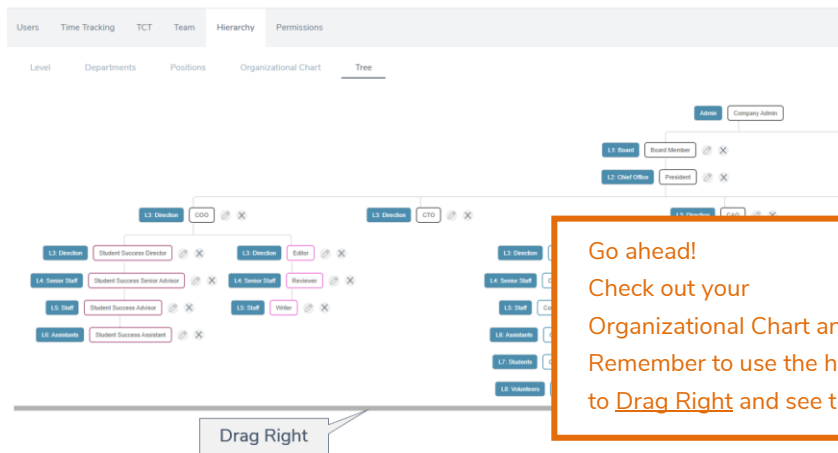 Users Time Tracking TCT Team Hierarchy Permissions
Level Departments Positions Organizational Chart Tree
Admin Company Admin
L1: Board Board Member
L2: Chief Office President
L3: Direction COO L3: Direction CTO L3: Direction CAO
L3: Direction Student Success Director L3: Direction Editor L3: Direction
L4: Senior Staff Student Success Senior Advisor L4: Senior Staff Reviewer L4: Senior Staff
L5: Staff Student Success Advisor L5: Staff Writer L5: Staff
L6: Assistants Student Success Assistant L6: Assistants
L7: Students
L8: Volunteers
Go ahead!
Check out your
Organizational Chart
Remember to use the
to Drag Right and see
Drag Right